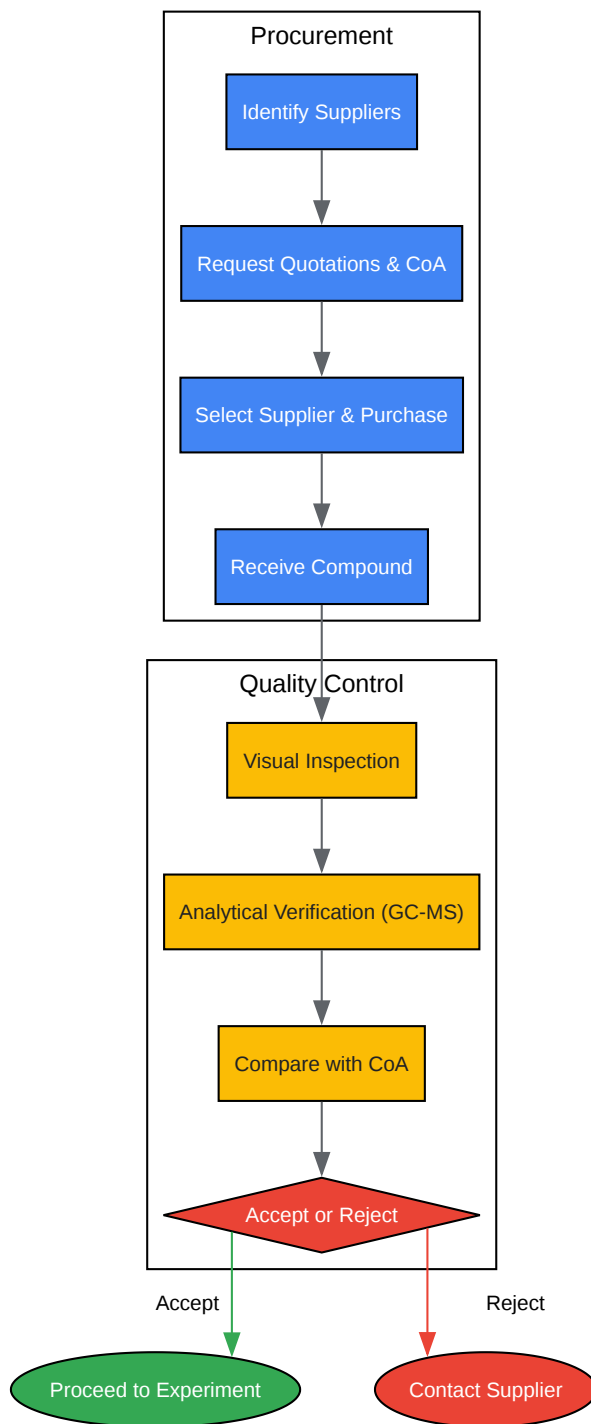 Procurement
Identify Suppliers
Request Quotations & CoA
Select Supplier & Purchase
Receive Compound
Quality Control
Visual Inspection
Analytical Verification (GC-MS)
Compare with CoA
Accept or Reject
Accept
Reject
Proceed to Experiment
Contact Supplier